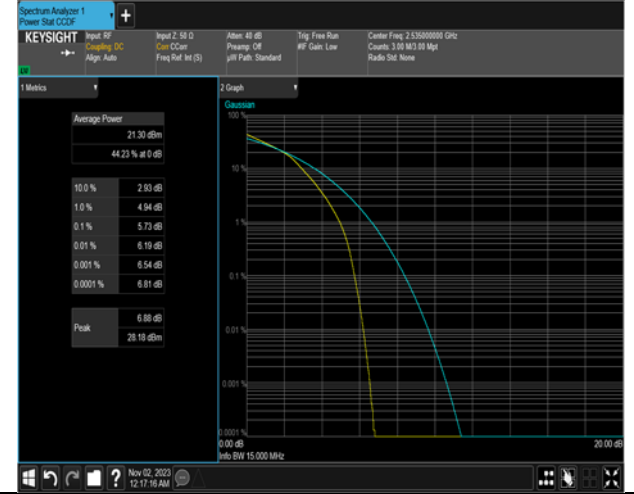 Spectrum Analyzer 1
Power Stat CCDF
KEYSIGHT
Input: RF
Coupling: DC
Align: Auto
Input Z: 50 Ω
Corr CCorr
Freq Ref: Int (S)
Atten: 40 dB
Preamp: Off
µW Path: Standard
Trig: Free Run
#IF Gain: Low
Center Freq: 2.535000000 GHz
Counts: 3.00 M/3.00 Mpt
Radio Std: None
1 Metrics
Average Power
21.30 dBm
44.23 % at 0 dB
10.0 % 2.93 dB
1.0 % 4.94 dB
0.1 % 5.73 dB
0.01 % 6.19 dB
0.001 % 6.54 dB
0.0001 % 6.81 dB
Peak
6.88 dB
28.18 dBm
2 Graph
Gaussian
100 %
10 %
1 %
0.1 %
0.01 %
0.001 %
0.0001 %
0.00 dB
20.00 dB
Info BW 15.000 MHz
Nov 02, 2023
12:17:16 AM